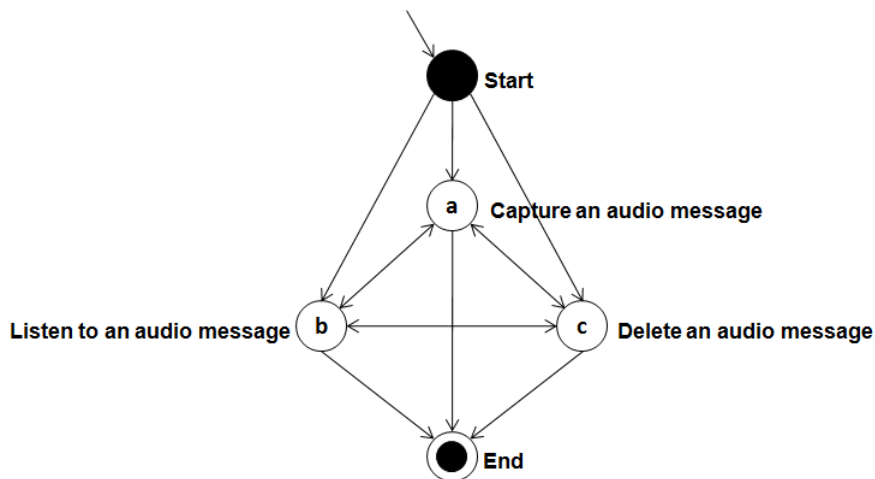 Start
a
Capture an audio message
Listen to an audio message
b
c
Delete an audio message
End